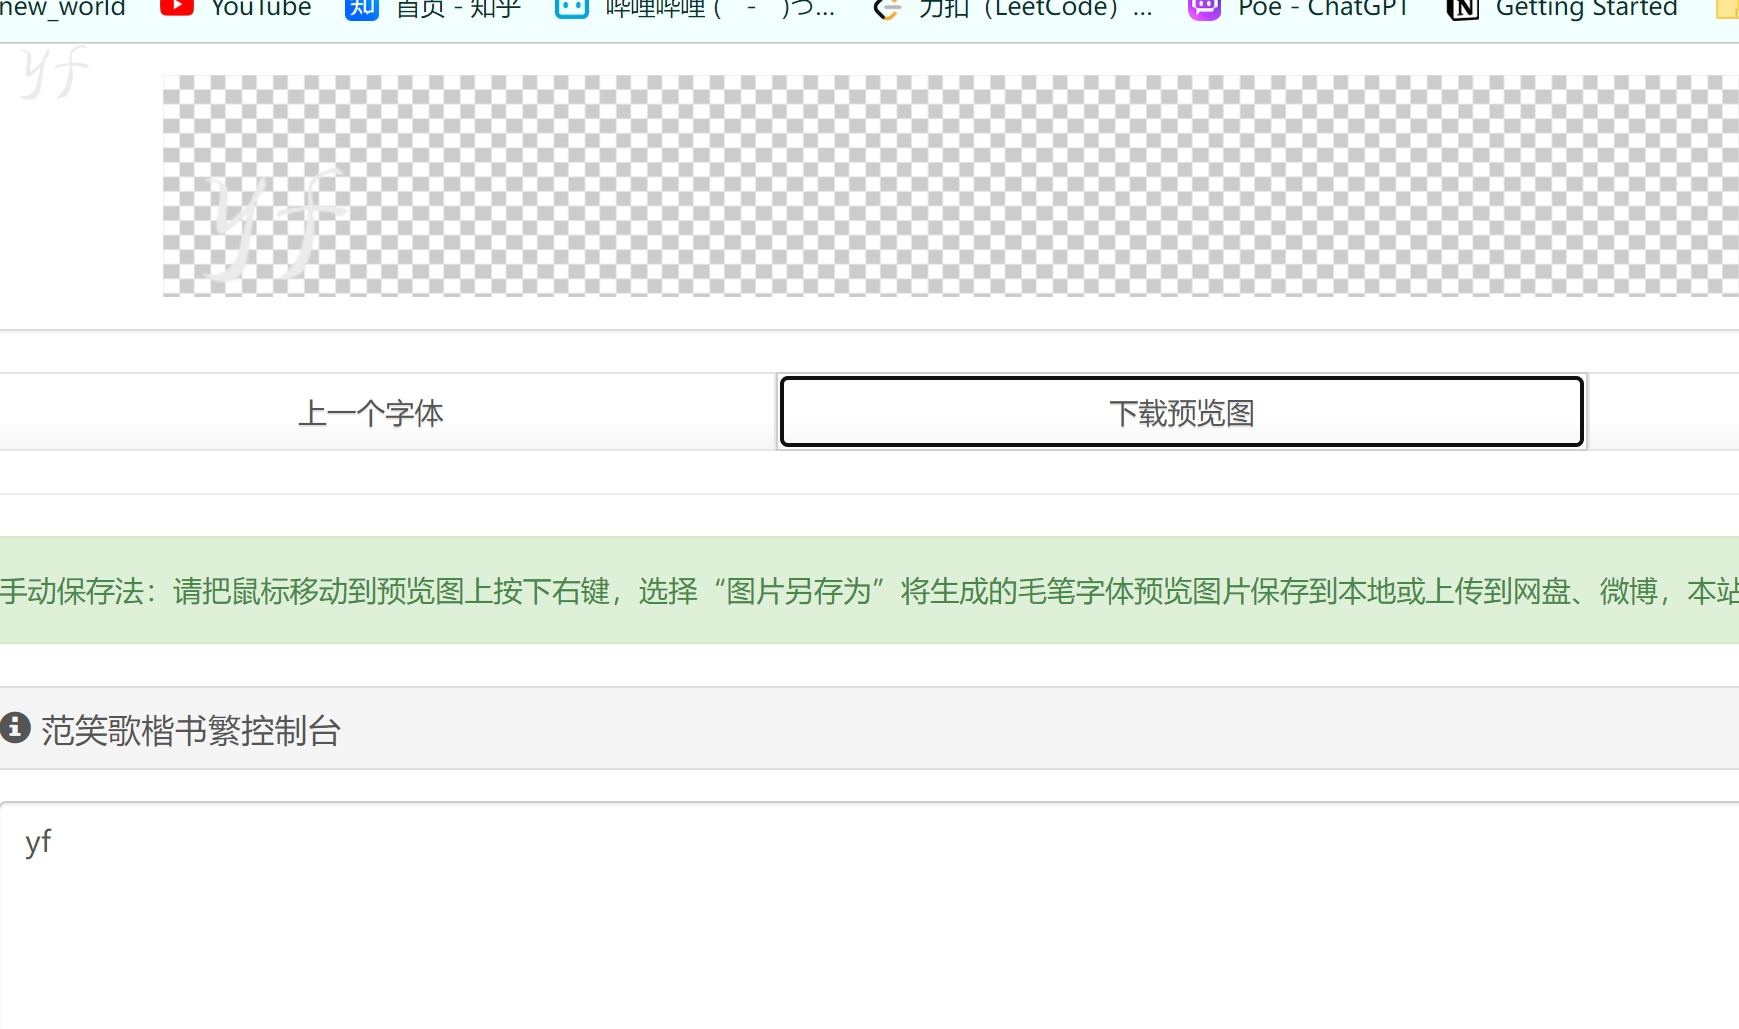 new_world YouTube 首页 - 知乎 哔哩哔哩 ( ゜- ゜)つ... 力扣（LeetCode）... Poe - ChatGPT Getting Started
yf
yf
上一个字体 下载预览图
手动保存法：请把鼠标移动到预览图上按下右键，选择“图片另存为”将生成的毛笔字体预览图片保存到本地或上传到网盘、微博，本站
范笑歌楷书繁控制台
yf